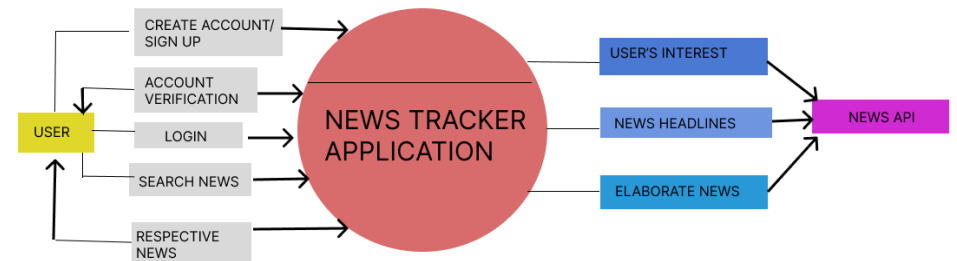 CREATE ACCOUNT/
SIGN UP
ACCOUNT
VERIFICATION
USER
LOGIN
SEARCH NEWS
RESPECTIVE
NEWS
NEWS TRACKER
APPLICATION
USER'S INTEREST
NEWS HEADLINES
ELABORATE NEWS
NEWS API